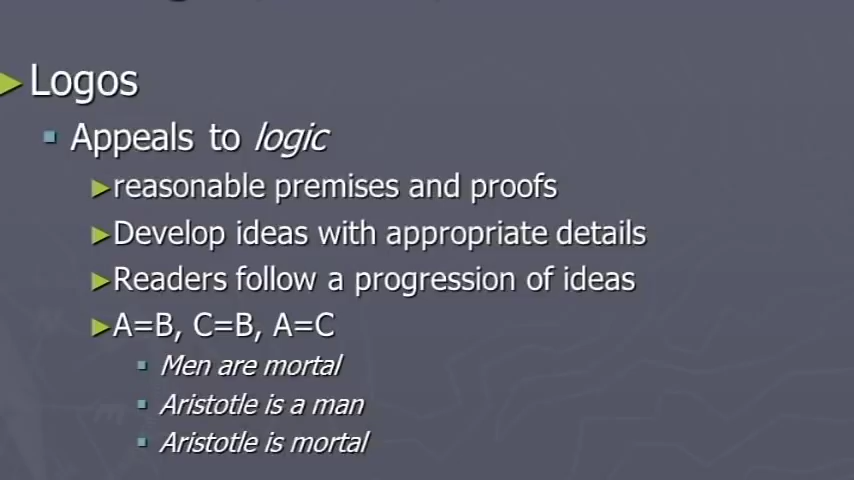 Logos
Appeals to logic
reasonable premises and proofs
Develop ideas with appropriate details
Readers follow a progression of ideas
A=B, C=B, A=C
Men are mortal
Aristotle is a man
Aristotle is mortal